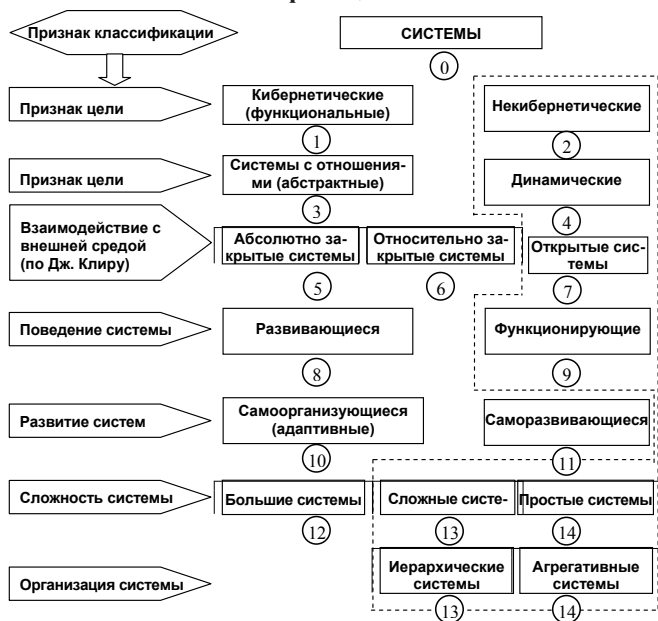 Признак классификации
СИСТЕМЫ
0
Признак цели
Кибернетические
(функциональные)
1
Некибернетические
2
Признак цели
Системы с отношения-
ми (абстрактные)
3
Динамические
4
Взаимодействие с
внешней средой
(по Дж. Клиру)
Абсолютно за-
крытые системы
5
Относительно за-
крытые системы
6
Открытые сис-
темы
7
Поведение системы
Развивающиеся
8
Функционирующие
9
Развитие систем
Самоорганизующиеся
(адаптивные)
10
Саморазвивающиеся
11
Сложность системы
Большие системы
12
Сложные систе-
13
Простые системы
14
Организация системы
Иерархические
системы
13
Агрегативные
системы
14